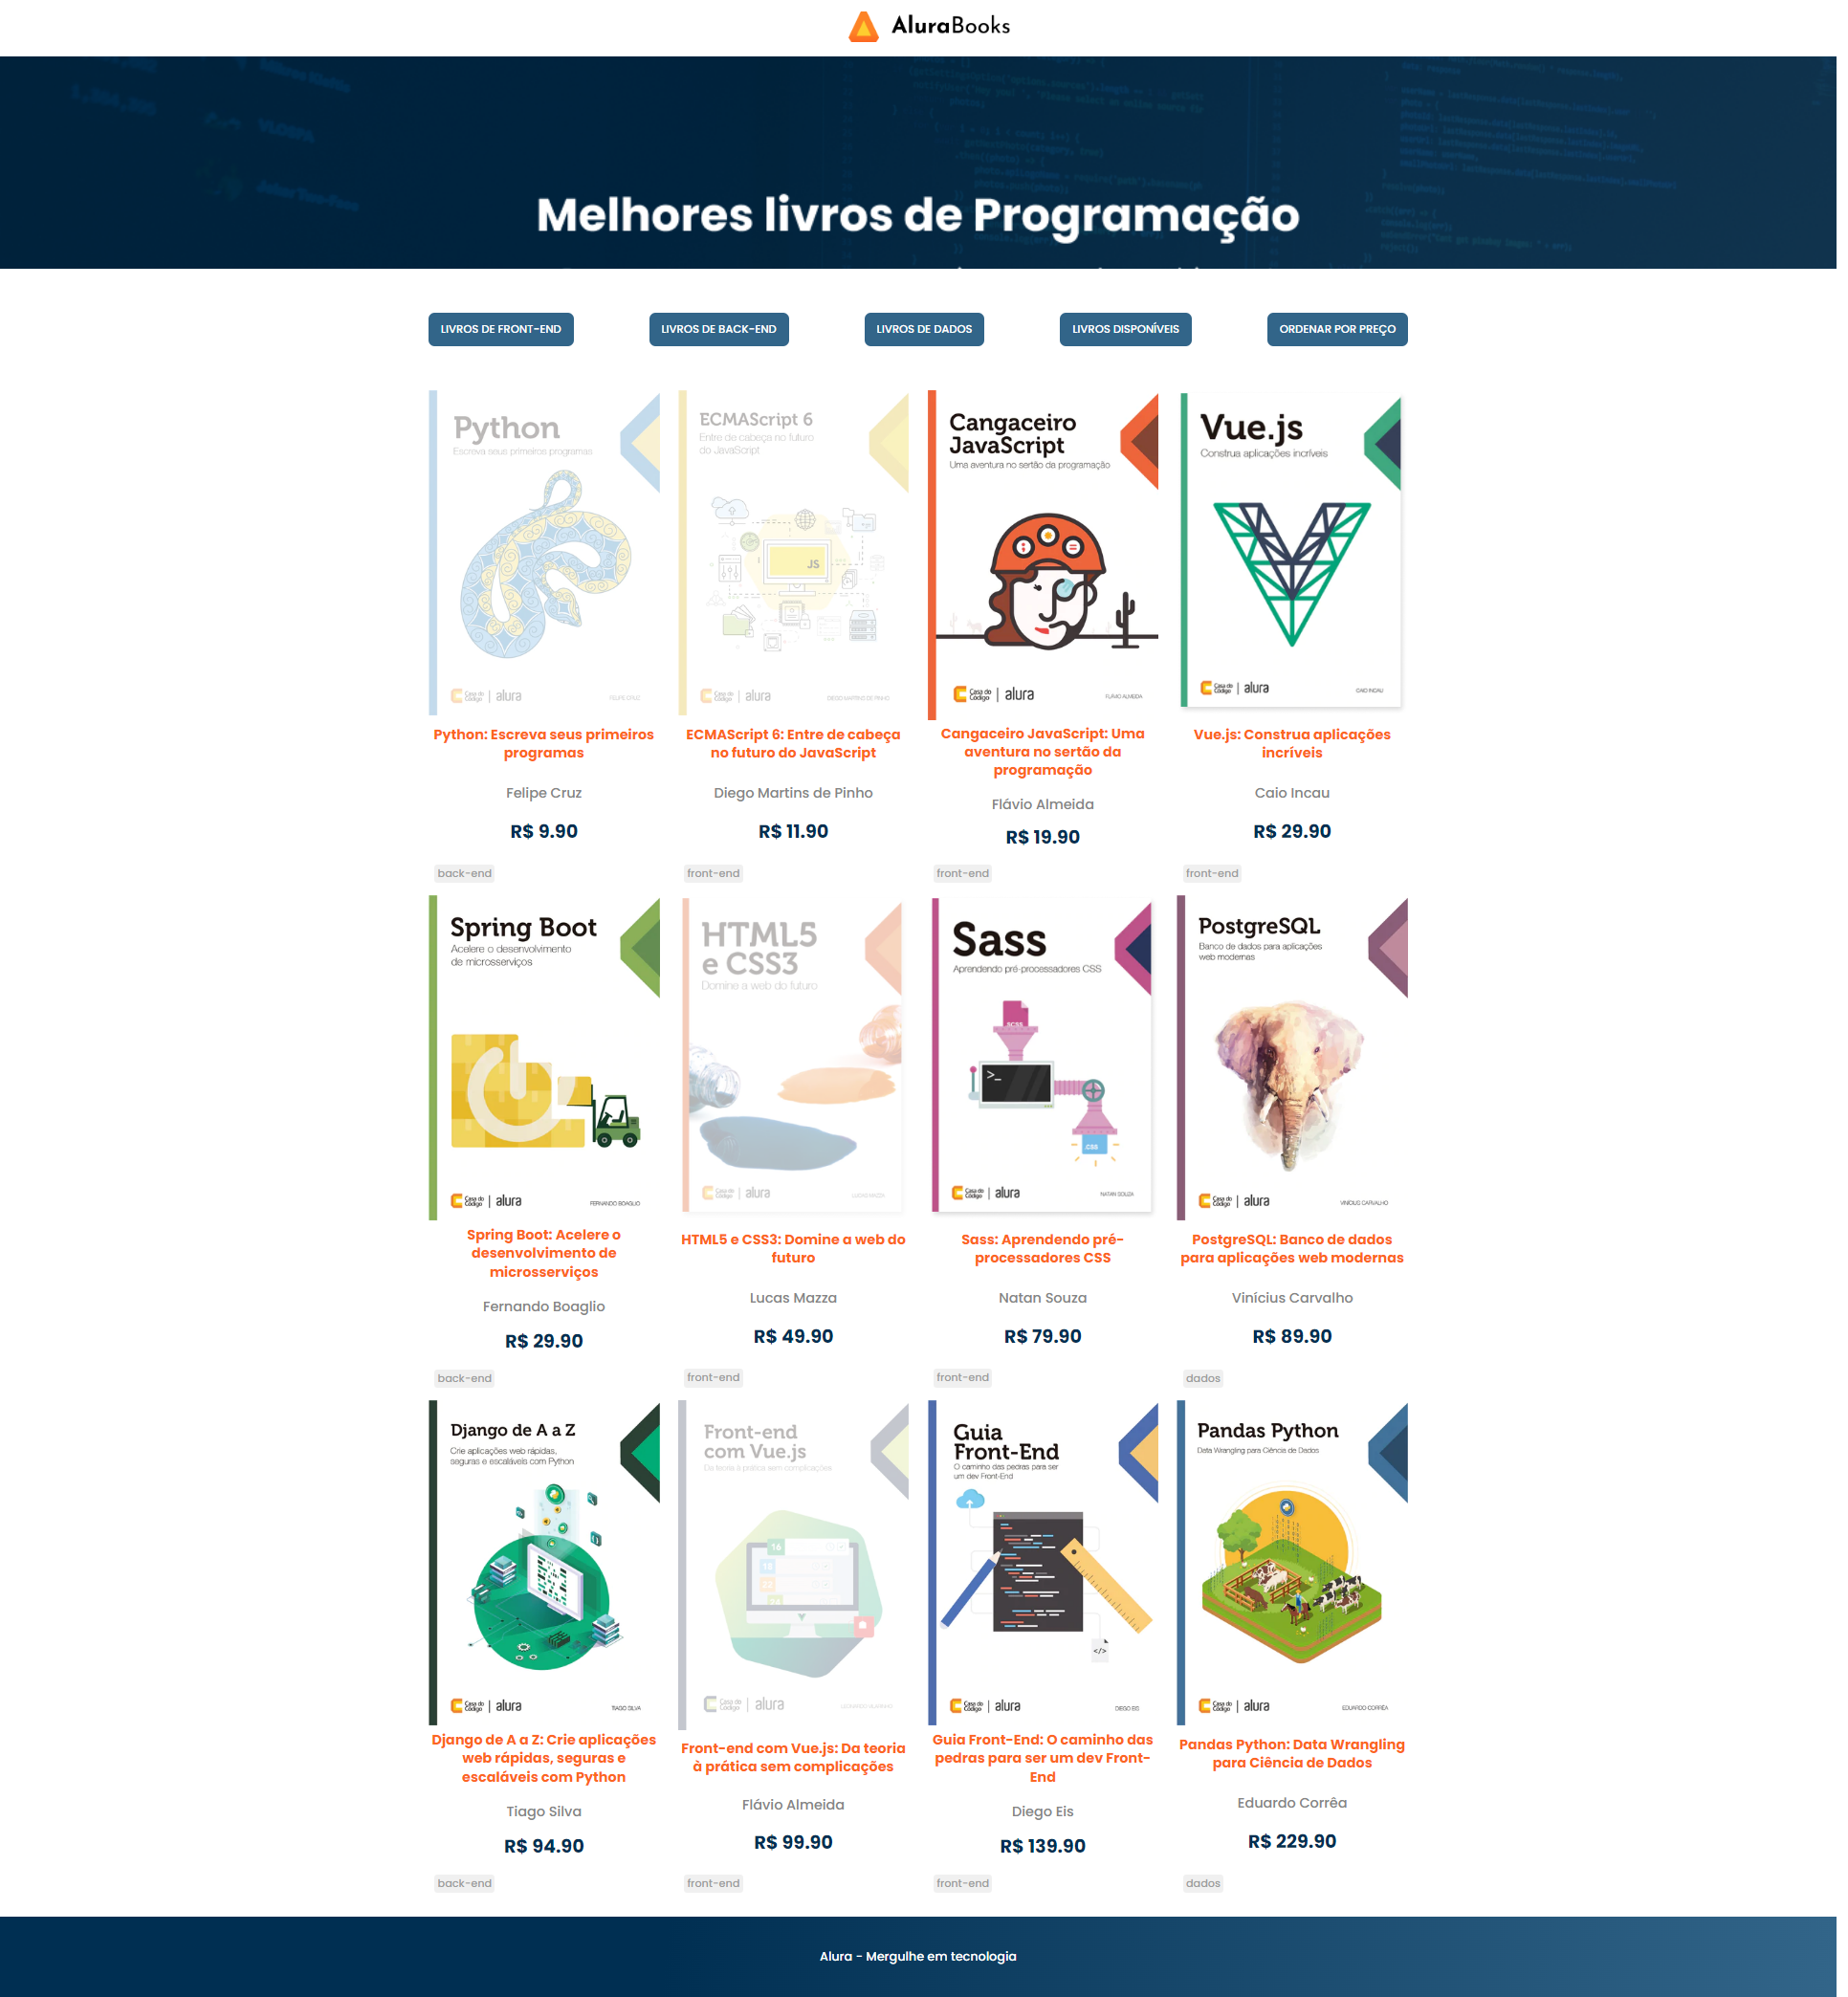 AluraBooks
Melhores livros de Programação
LIVROS DE FRONT-END
LIVROS DE BACK-END
LIVROS DE DADOS
LIVROS DISPONÍVEIS
ORDENAR POR PREÇO
Python
Escreva seus primeiros programas
Casa do Código | alura
FELIPE CRUZ
Python: Escreva seus primeiros
programas
Felipe Cruz
R$ 9.90
back-end
ECMAScript 6
Entre de cabeça no futuro
do JavaScript
JS
Casa do Código | alura
DIEGO MARTINS DE PINHO
ECMAScript 6: Entre de cabeça
no futuro do JavaScript
Diego Martins de Pinho
R$ 11.90
front-end
Cangaceiro
JavaScript
Uma aventura no sertão da programação
Casa do Código | alura
FLÁVIO ALMEIDA
Cangaceiro JavaScript: Uma
aventura no sertão da
programação
Flávio Almeida
R$ 19.90
front-end
Vue.js
Construa aplicações incríveis
Casa do Código | alura
CAIO INCAU
Vue.js: Construa aplicações
incríveis
Caio Incau
R$ 29.90
front-end
Spring Boot
Acelere o desenvolvimento
de microsserviços
Casa do Código | alura
FERNANDO BOAGLIO
Spring Boot: Acelere o
desenvolvimento de
microsserviços
Fernando Boaglio
R$ 29.90
back-end
HTML5
e CSS3
Domine a web do futuro
Casa do Código | alura
LUCAS MAZZA
HTML5 e CSS3: Domine a web do
futuro
Lucas Mazza
R$ 49.90
front-end
Sass
Aprendendo pré-processadores CSS
SCSS
>_
CSS
Casa do Código | alura
NATAN SOUZA
Sass: Aprendendo pré-
processadores CSS
Natan Souza
R$ 79.90
front-end
PostgreSQL
Banco de dados para aplicações
web modernas
Casa do Código | alura
VINÍCIUS CARVALHO
PostgreSQL: Banco de dados
para aplicações web modernas
Vinícius Carvalho
R$ 89.90
dados
Django de A a Z
Crie aplicações web rápidas,
seguras e escaláveis com Python
Casa do Código | alura
TIAGO SILVA
Django de A a Z: Crie aplicações
web rápidas, seguras e
escaláveis com Python
Tiago Silva
R$ 94.90
back-end
Front-end
com Vue.js
Da teoria à prática sem complicações
16
Casa do Código | alura
Front-end com Vue.js: Da teoria
à prática sem complicações
Flávio Almeida
R$ 99.90
front-end
Guia
Front-End
O caminho das pedras para ser
um dev Front-End
</>
Casa do Código | alura
DIEGO EIS
Guia Front-End: O caminho das
pedras para ser um dev Front-
End
Diego Eis
R$ 139.90
front-end
Pandas Python
Data Wrangling para Ciência de Dados
Casa do Código | alura
EDUARDO CORRÊA
Pandas Python: Data Wrangling
para Ciência de Dados
Eduardo Corrêa
R$ 229.90
dados
Alura - Mergulhe em tecnologia